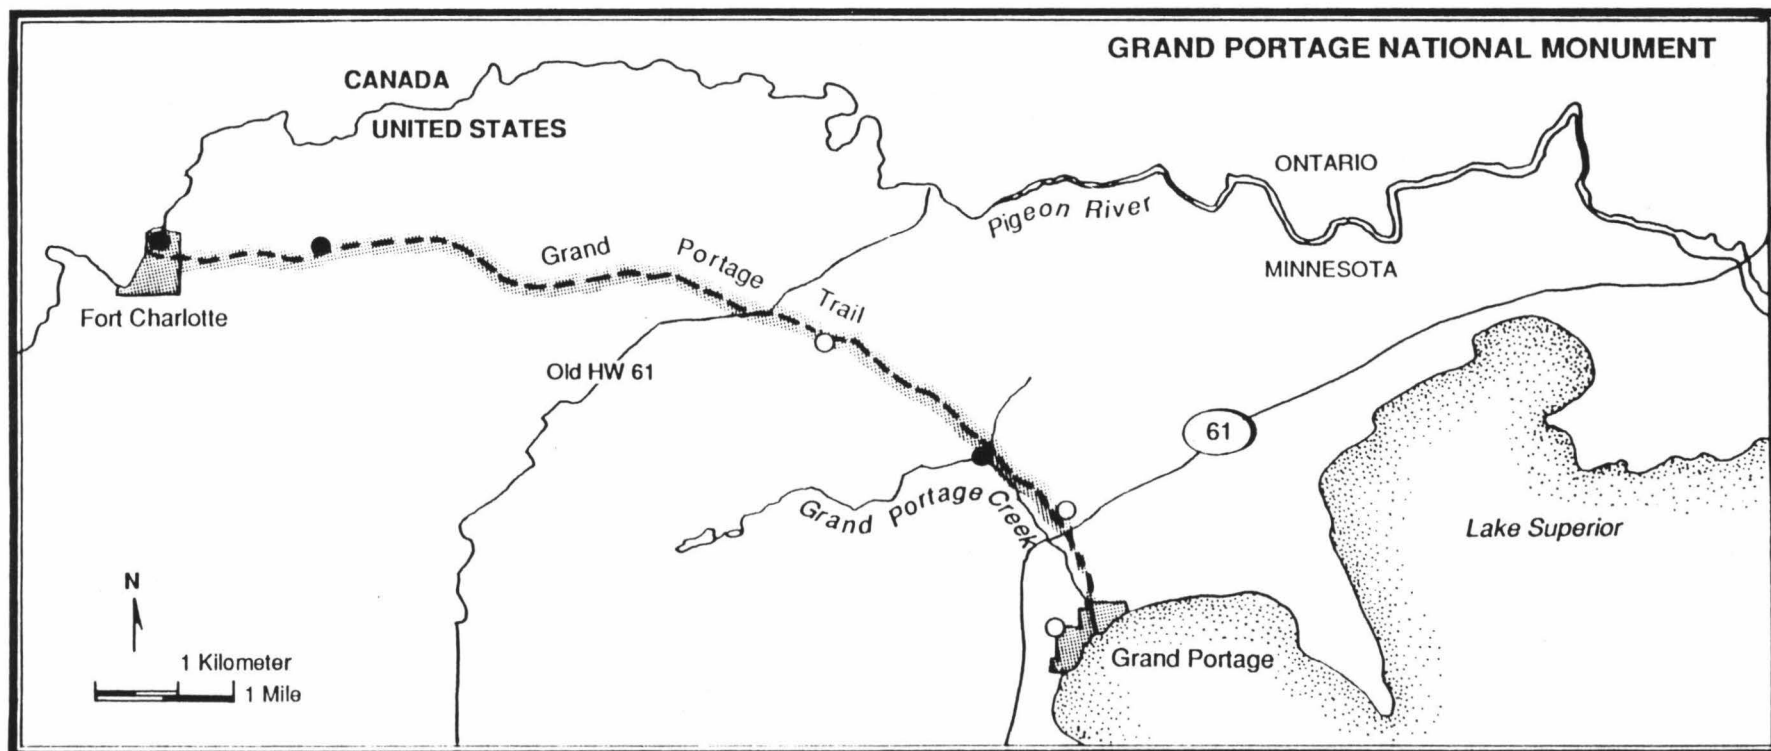 GRAND PORTAGE NATIONAL MONUMENT
CANADA
UNITED STATES
ONTARIO
Pigeon River
MINNESOTA
Grand Portage Trail
Fort Charlotte
Old HW 61
61
Grand Portage Creek
Lake Superior
N
Grand Portage
1 Kilometer
1 Mile